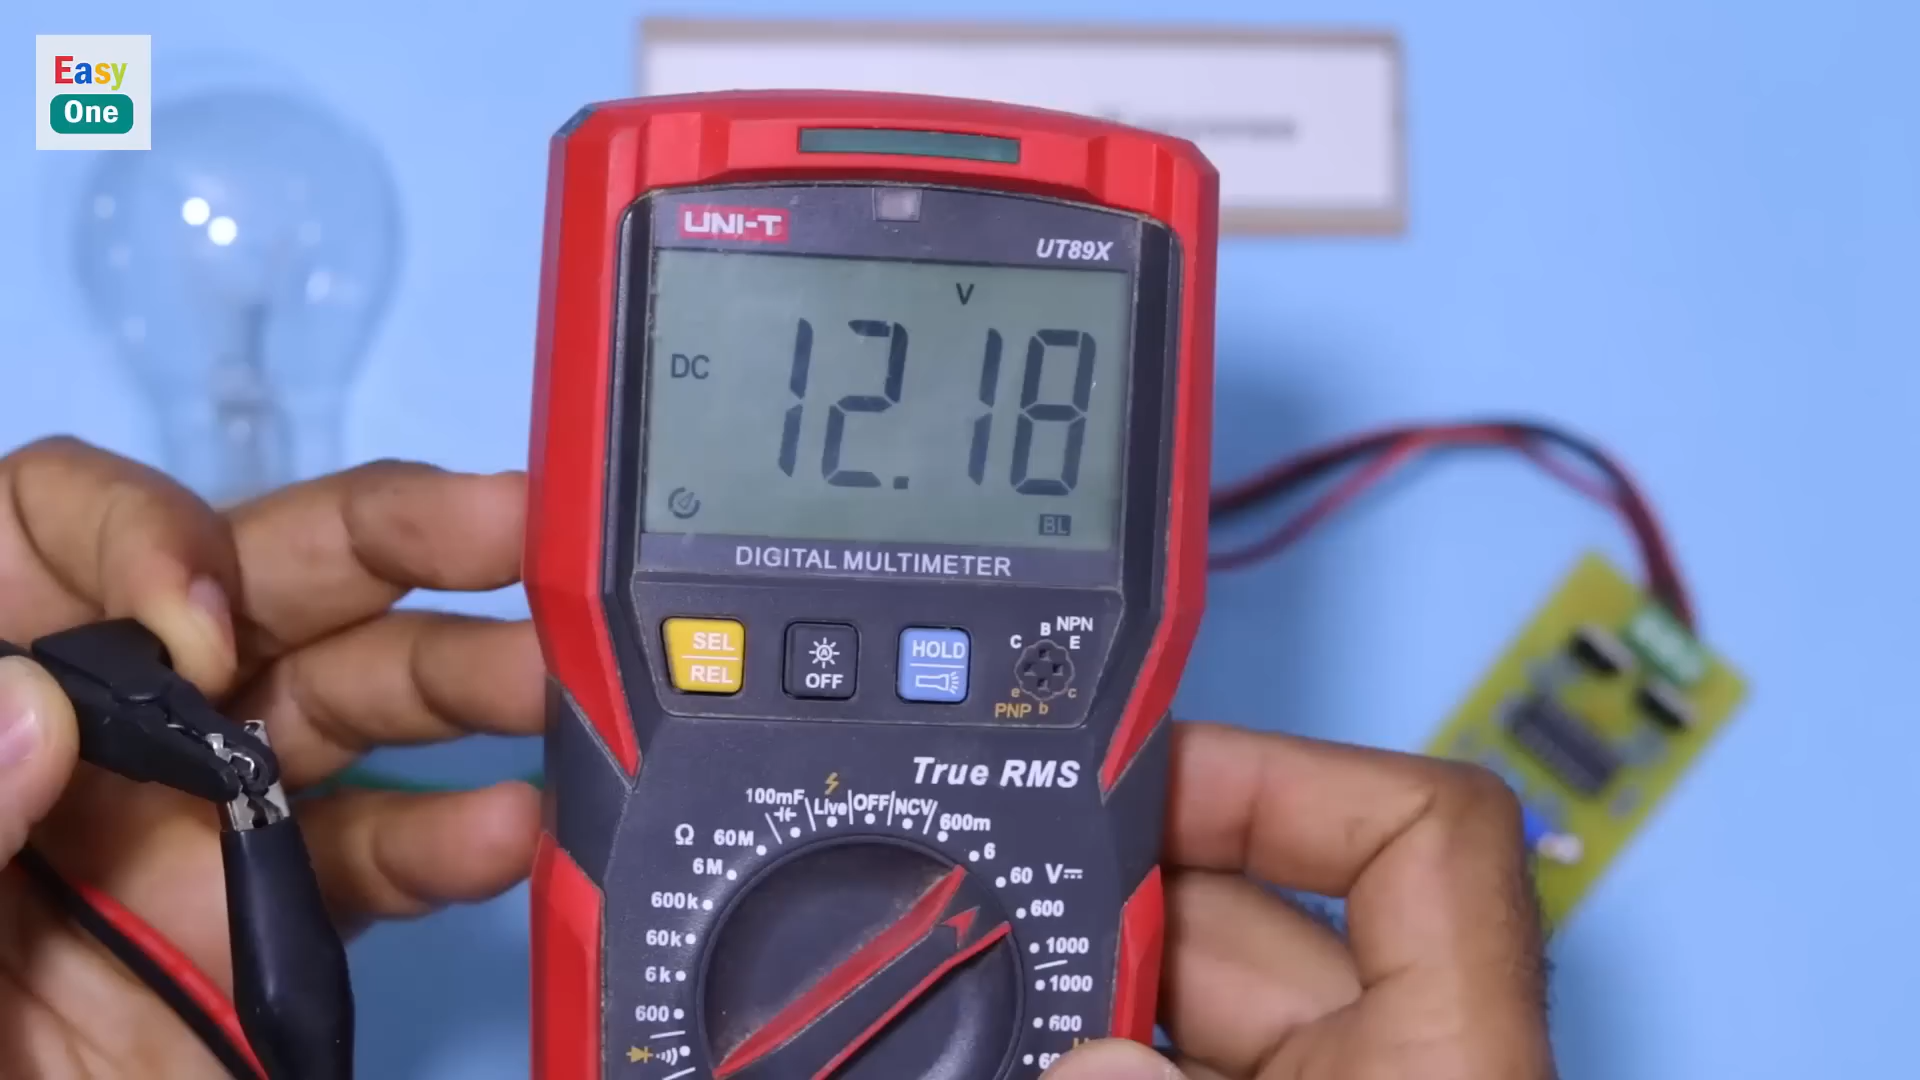 Easy
One
UNI-T
UT89X
V
DC
12.18
BL
DIGITAL MULTIMETER
SEL
REL
OFF
HOLD
NPN
C B E
e c
PNP b
True RMS
100mF Live OFF NCV 600m
Ω 60M 6
6M 60 V
600k 600
60k 1000
6k 1000
600 600